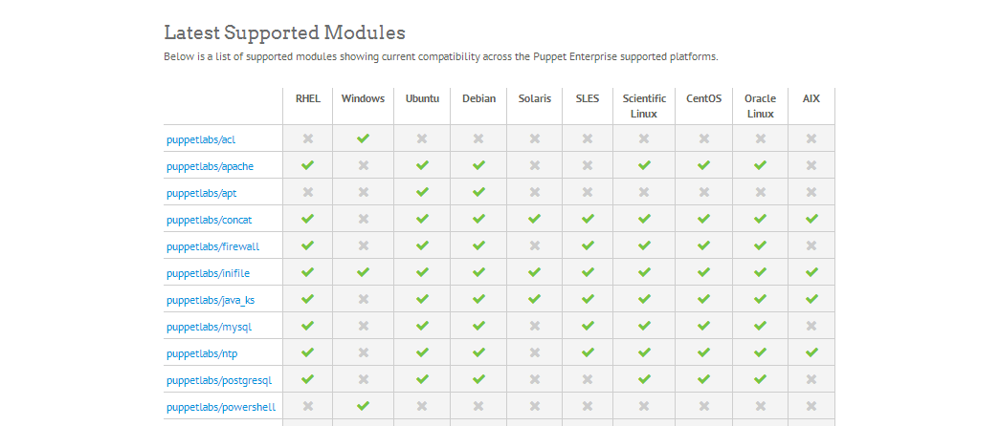 Latest Supported Modules
Below is a list of supported modules showing current compatibility across the Puppet Enterprise supported platforms.
RHEL Windows Ubuntu Debian Solaris SLES Scientific Linux CentOS Oracle Linux AIX
puppetlabs/acl ✖ ✔ ✖ ✖ ✖ ✖ ✖ ✖ ✖ ✖
puppetlabs/apache ✔ ✖ ✔ ✔ ✖ ✖ ✔ ✔ ✔ ✖
puppetlabs/apt ✖ ✖ ✔ ✔ ✖ ✖ ✖ ✖ ✖ ✖
puppetlabs/concat ✔ ✖ ✔ ✔ ✔ ✔ ✔ ✔ ✔ ✔
puppetlabs/firewall ✔ ✖ ✔ ✔ ✖ ✔ ✔ ✔ ✔ ✖
puppetlabs/inifile ✔ ✔ ✔ ✔ ✔ ✔ ✔ ✔ ✔ ✔
puppetlabs/java_ks ✔ ✖ ✔ ✔ ✔ ✔ ✔ ✔ ✔ ✔
puppetlabs/mysql ✔ ✖ ✔ ✔ ✖ ✔ ✔ ✔ ✔ ✖
puppetlabs/ntp ✔ ✖ ✔ ✔ ✖ ✔ ✔ ✔ ✔ ✔
puppetlabs/postgresql ✔ ✖ ✔ ✔ ✖ ✖ ✔ ✔ ✔ ✖
puppetlabs/powershell ✖ ✔ ✖ ✖ ✖ ✖ ✖ ✖ ✖ ✖